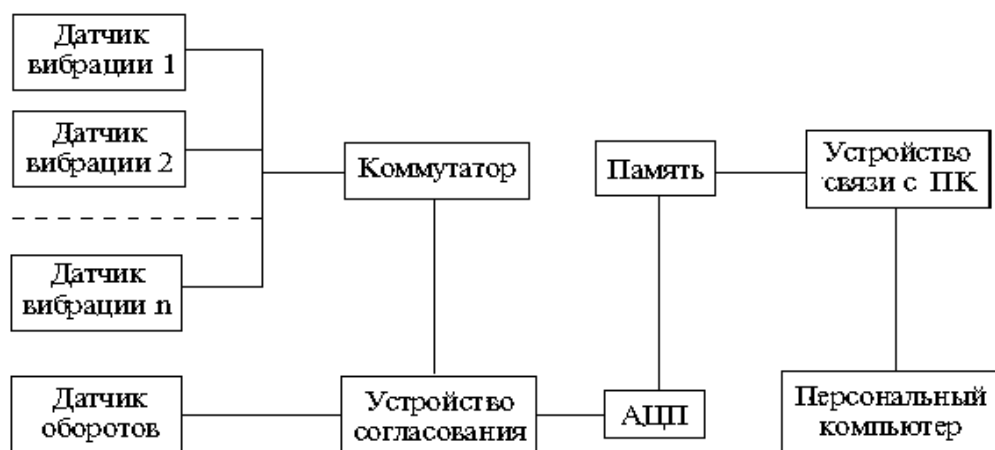 Датчик
вибрации 1
Датчик
вибрации 2
Датчик
вибрации n
Датчик
оборотов
Коммутатор
Устройство
согласования
Память
АЦП
Устройство
связи с ПК
Персональный
компьютер